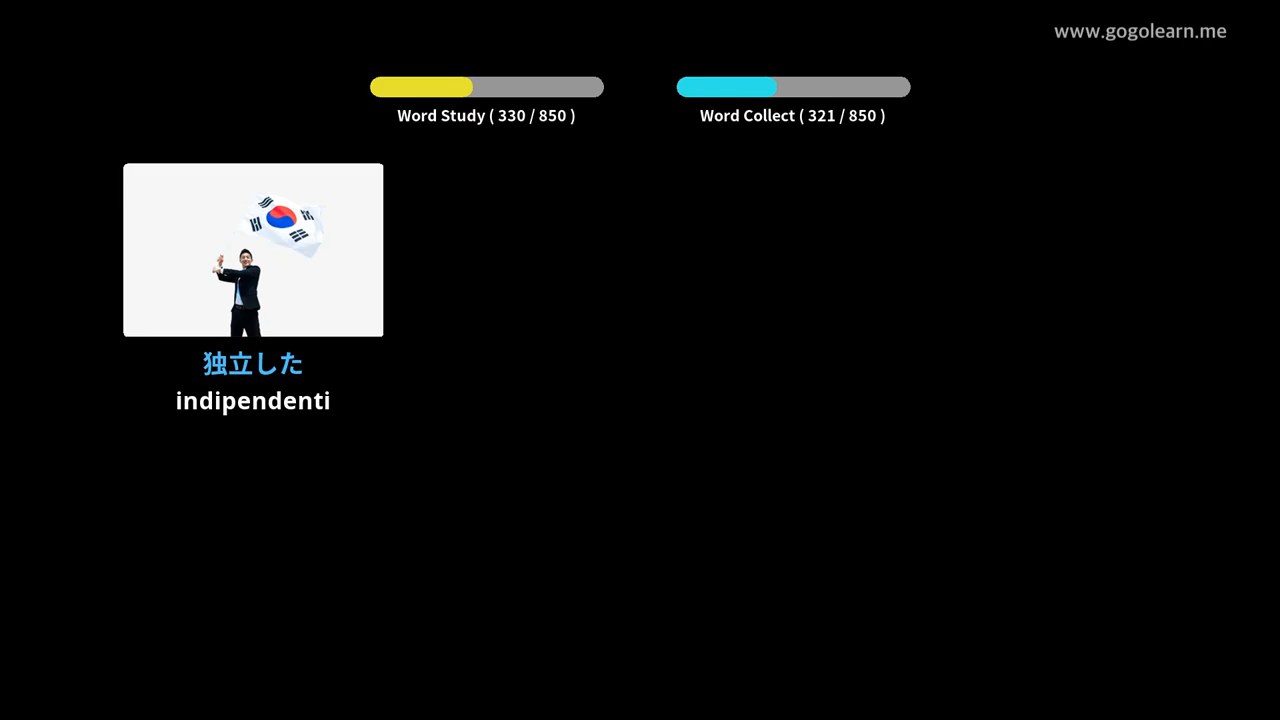 www.gogolearn.me
Word Study ( 330 / 850 )
Word Collect ( 321 / 850 )
独立した
indipendenti